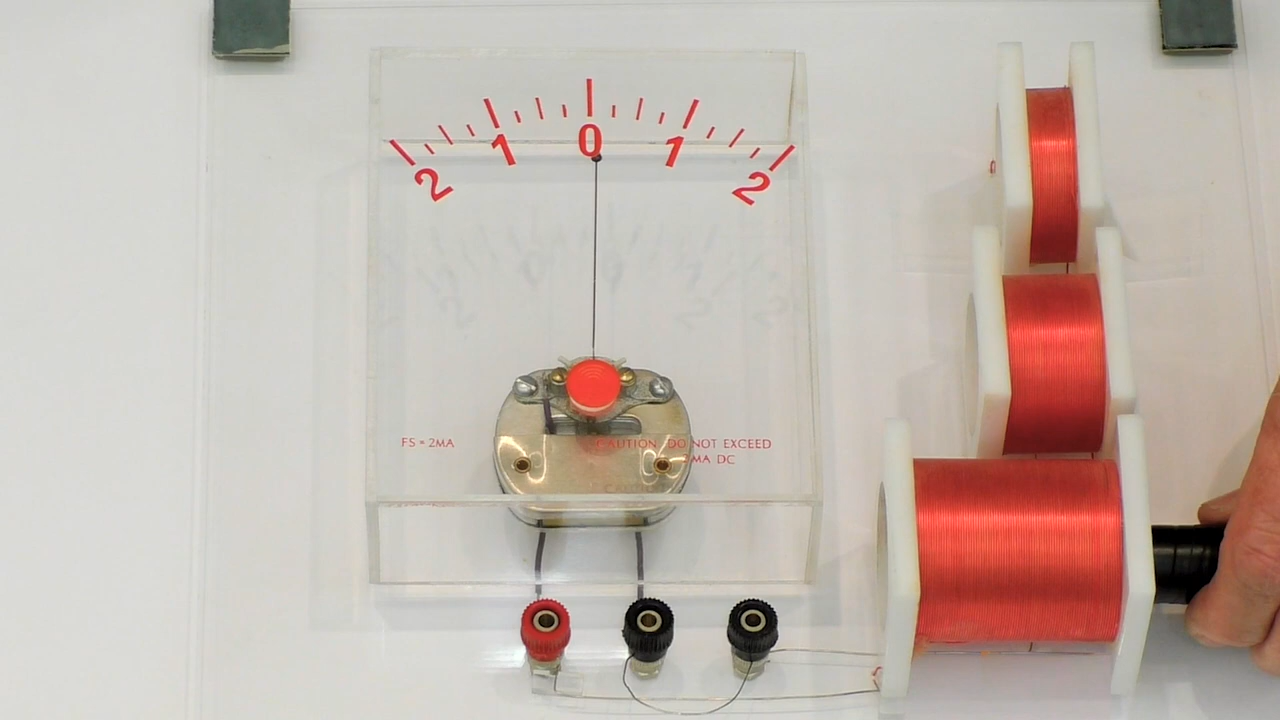 2 1 0 1 2
FS = 2MA
CAUTION DO NOT EXCEED
2MA DC